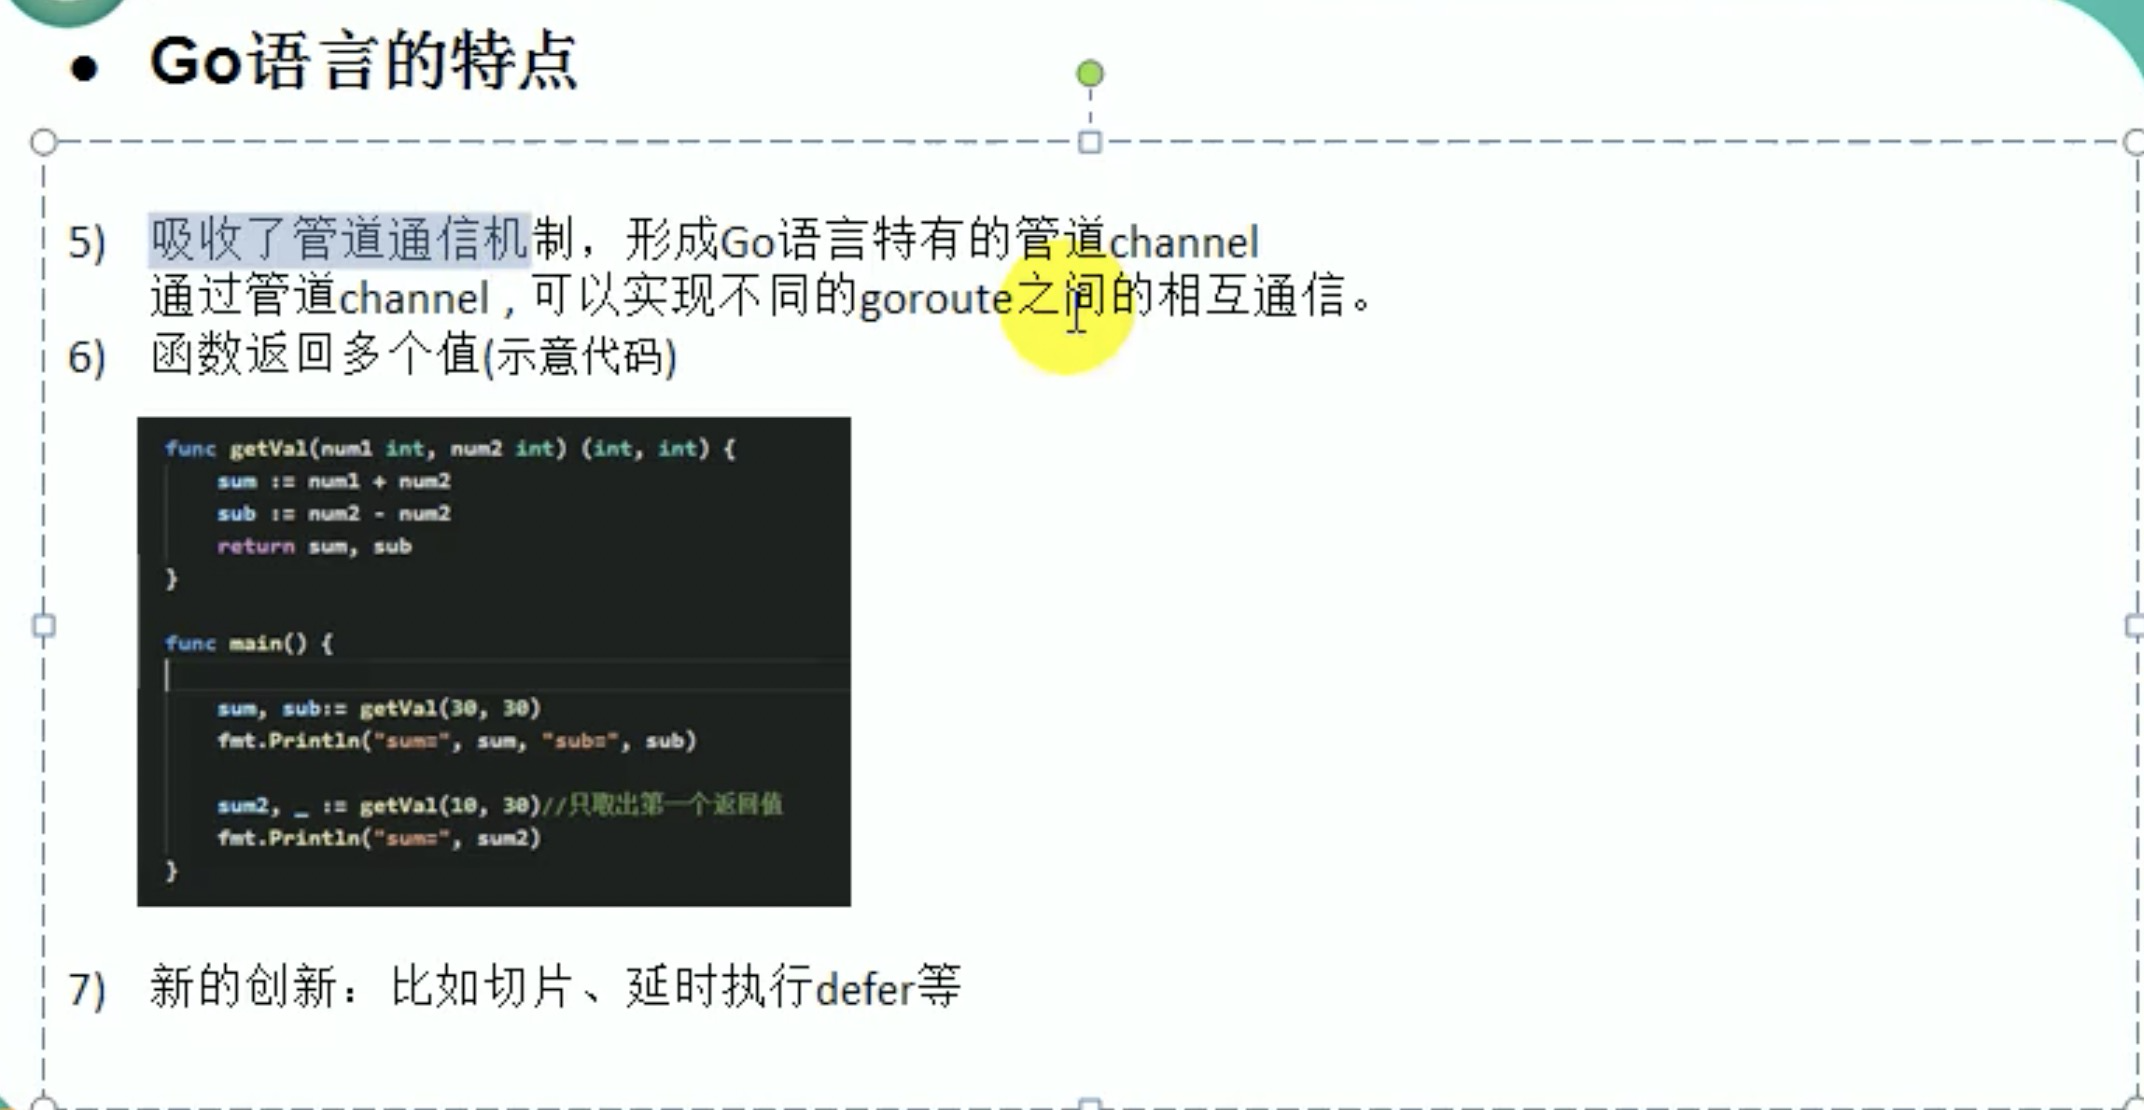 • Go语言的特点
5) 吸收了管道通信机制，形成Go语言特有的管道channel
通过管道channel , 可以实现不同的goroute之间的相互通信。
6) 函数返回多个值(示意代码)
func getVal(num1 int, num2 int) (int, int) {
sum := num1 + num2
sub := num2 - num2
return sum, sub
}
func main() {
sum, sub:= getVal(30, 30)
fmt.Println("sum=", sum, "sub=", sub)
sum2, _ := getVal(10, 30)//只取出第一个返回值
fmt.Println("sum=", sum2)
}
7) 新的创新：比如切片、延时执行defer等